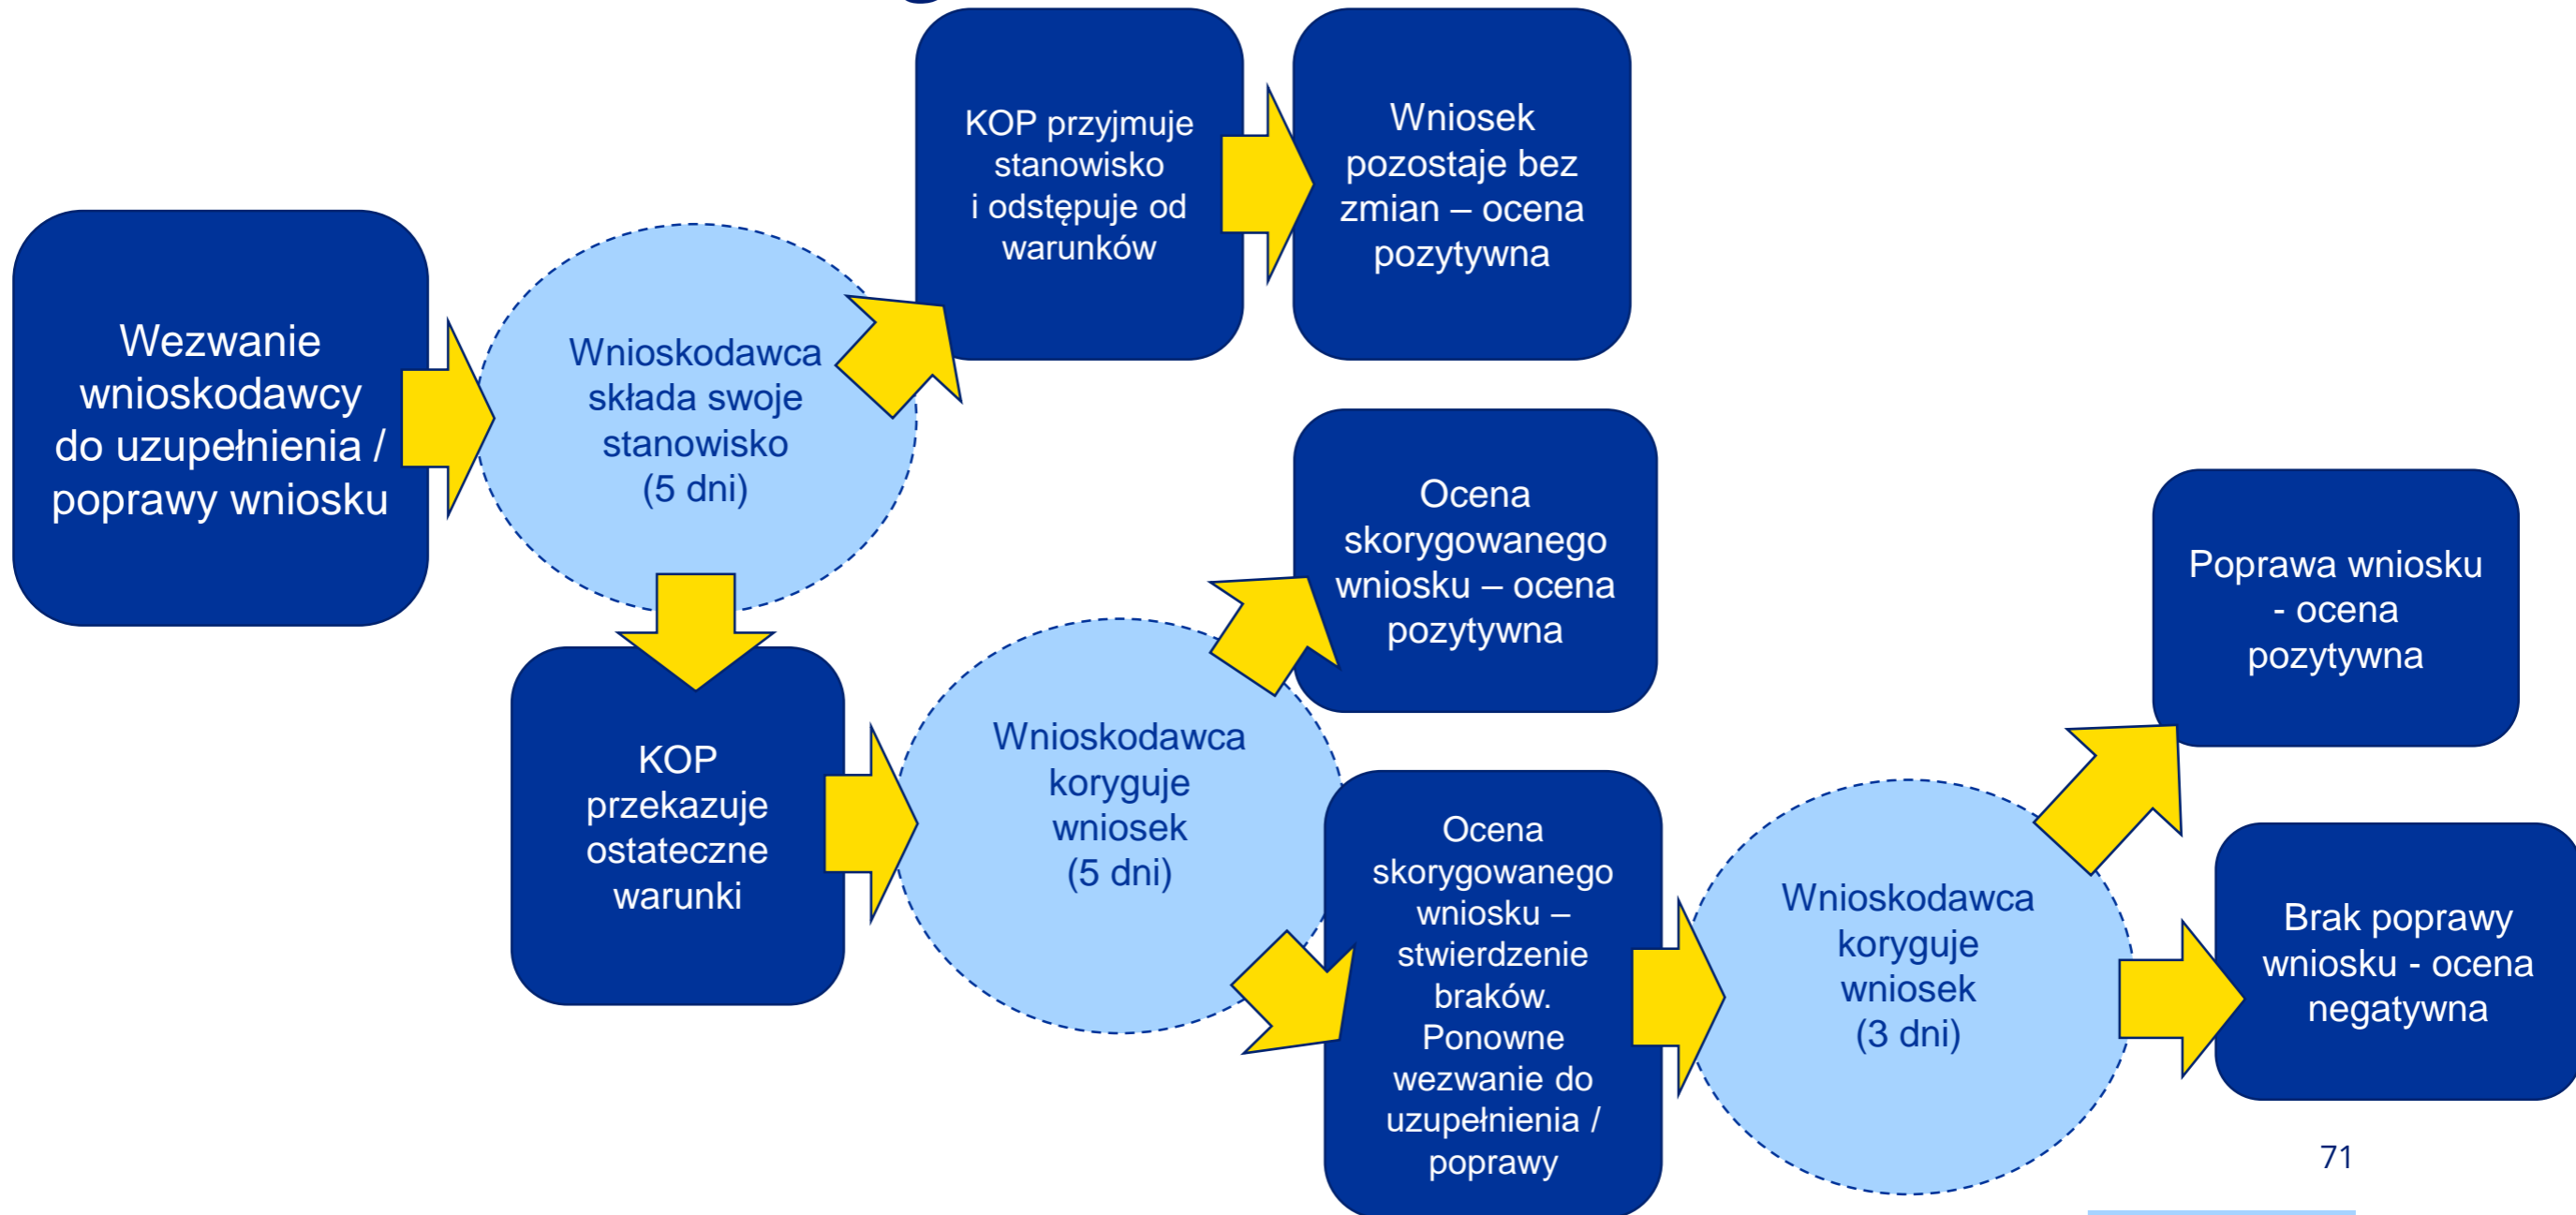 Wezwanie
wnioskodawcy
do uzupełnienia /
poprawy wniosku
Wnioskodawca
składa swoje
stanowisko
(5 dni)
KOP przyjmuje
stanowisko
i odstępuje od
warunków
Wniosek
pozostaje bez
zmian – ocena
pozytywna
KOP
przekazuje
ostateczne
warunki
Wnioskodawca
koryguje
wniosek
(5 dni)
Ocena
skorygowanego
wniosku – ocena
pozytywna
Ocena
skorygowanego
wniosku –
stwierdzenie
braków.
Ponowne
wezwanie do
uzupełnienia /
poprawy
Wnioskodawca
koryguje
wniosek
(3 dni)
Poprawa wniosku
- ocena
pozytywna
Brak poprawy
wniosku - ocena
negatywna
71